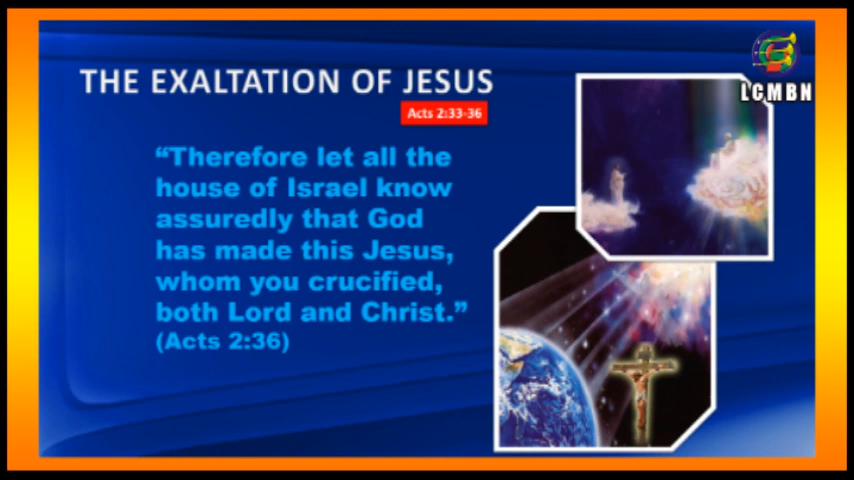 THE EXALTATION OF JESUS
Acts 2:33-36
“Therefore let all the
house of Israel know
assuredly that God
has made this Jesus,
whom you crucified,
both Lord and Christ.”
(Acts 2:36)
LCMBN